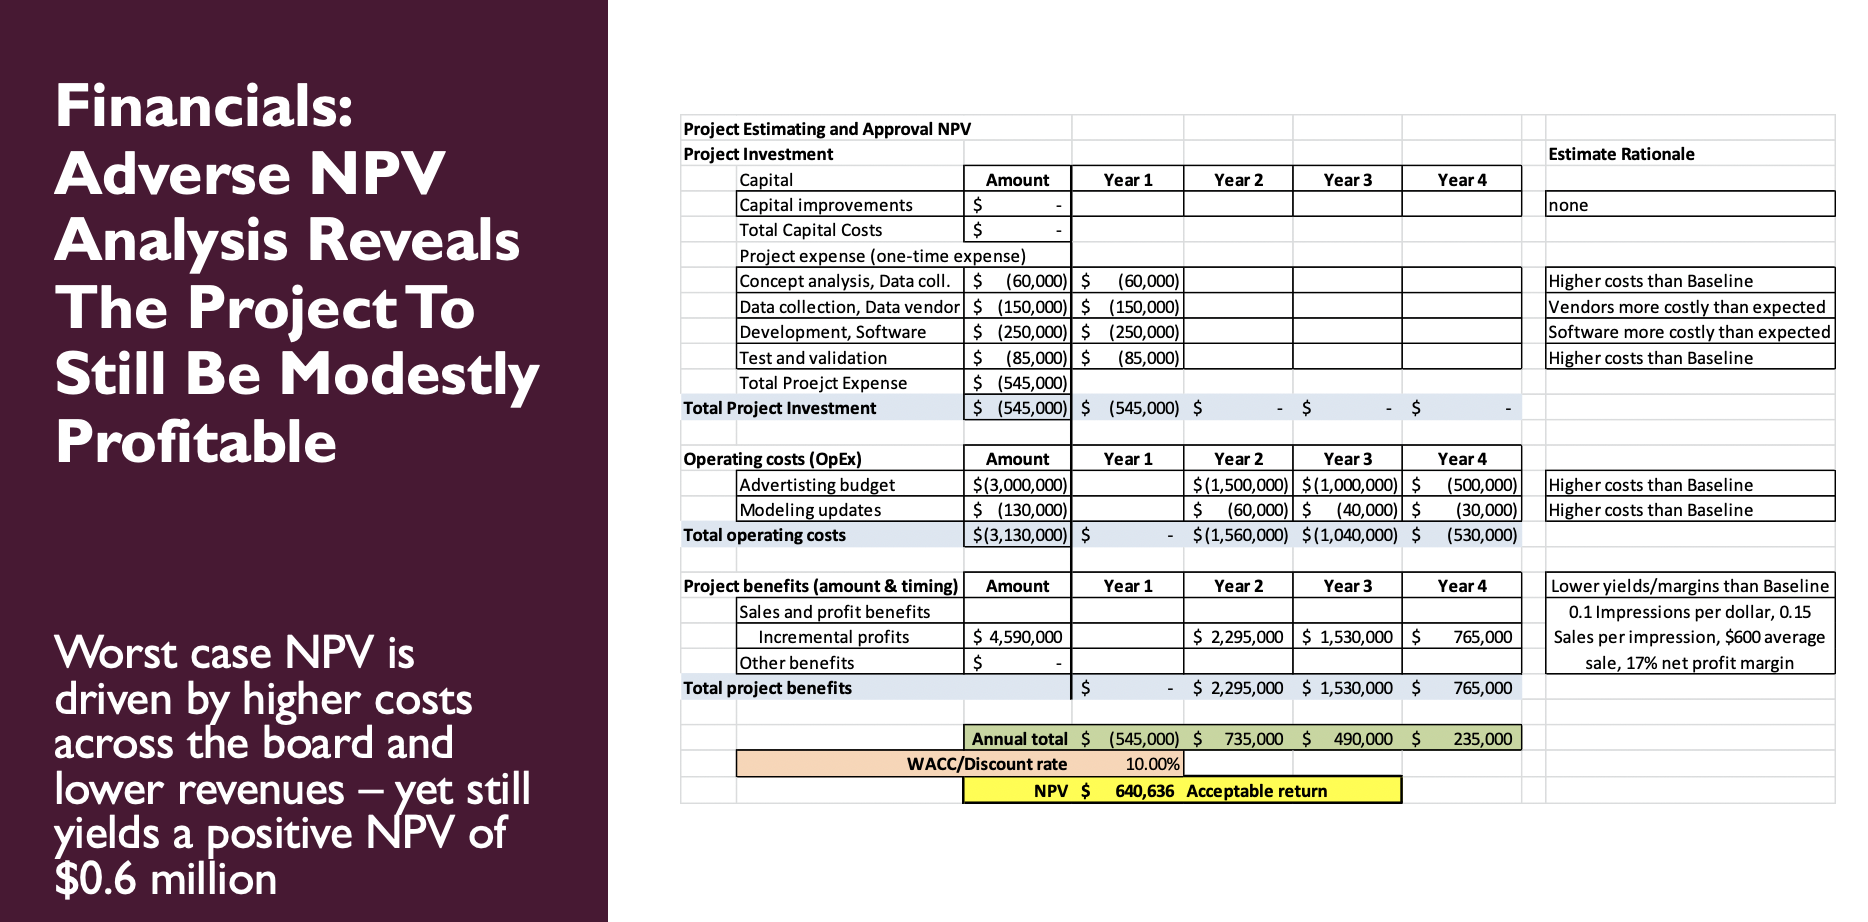 Financials:
Adverse NPV
Analysis Reveals
The Project To
Still Be Modestly
Profitable
Worst case NPV is
driven by higher costs
across the board and
lower revenues – yet still
yields a positive NPV of
$0.6 million
Project Estimating and Approval NPV
Project Investment Estimate Rationale
Capital Amount Year 1 Year 2 Year 3 Year 4
Capital improvements $ - none
Total Capital Costs $ -
Project expense (one-time expense)
Concept analysis, Data coll. $ (60,000) $ (60,000) Higher costs than Baseline
Data collection, Data vendor $ (150,000) $ (150,000) Vendors more costly than expected
Development, Software $ (250,000) $ (250,000) Software more costly than expected
Test and validation $ (85,000) $ (85,000) Higher costs than Baseline
Total Proejct Expense $ (545,000)
Total Project Investment $ (545,000) $ (545,000) $ - $ - $ -
Operating costs (OpEx) Amount Year 1 Year 2 Year 3 Year 4
Advertisting budget $(3,000,000) $(1,500,000) $(1,000,000) $ (500,000) Higher costs than Baseline
Modeling updates $ (130,000) $ (60,000) $ (40,000) $ (30,000) Higher costs than Baseline
Total operating costs $(3,130,000) $ - $(1,560,000) $(1,040,000) $ (530,000)
Project benefits (amount & timing) Amount Year 1 Year 2 Year 3 Year 4 Lower yields/margins than Baseline
Sales and profit benefits 0.1 Impressions per dollar, 0.15
Incremental profits $ 4,590,000 $ 2,295,000 $ 1,530,000 $ 765,000 Sales per impression, $600 average
Other benefits $ - sale, 17% net profit margin
Total project benefits $ - $ 2,295,000 $ 1,530,000 $ 765,000
Annual total $ (545,000) $ 735,000 $ 490,000 $ 235,000
WACC/Discount rate 10.00%
NPV $ 640,636 Acceptable return